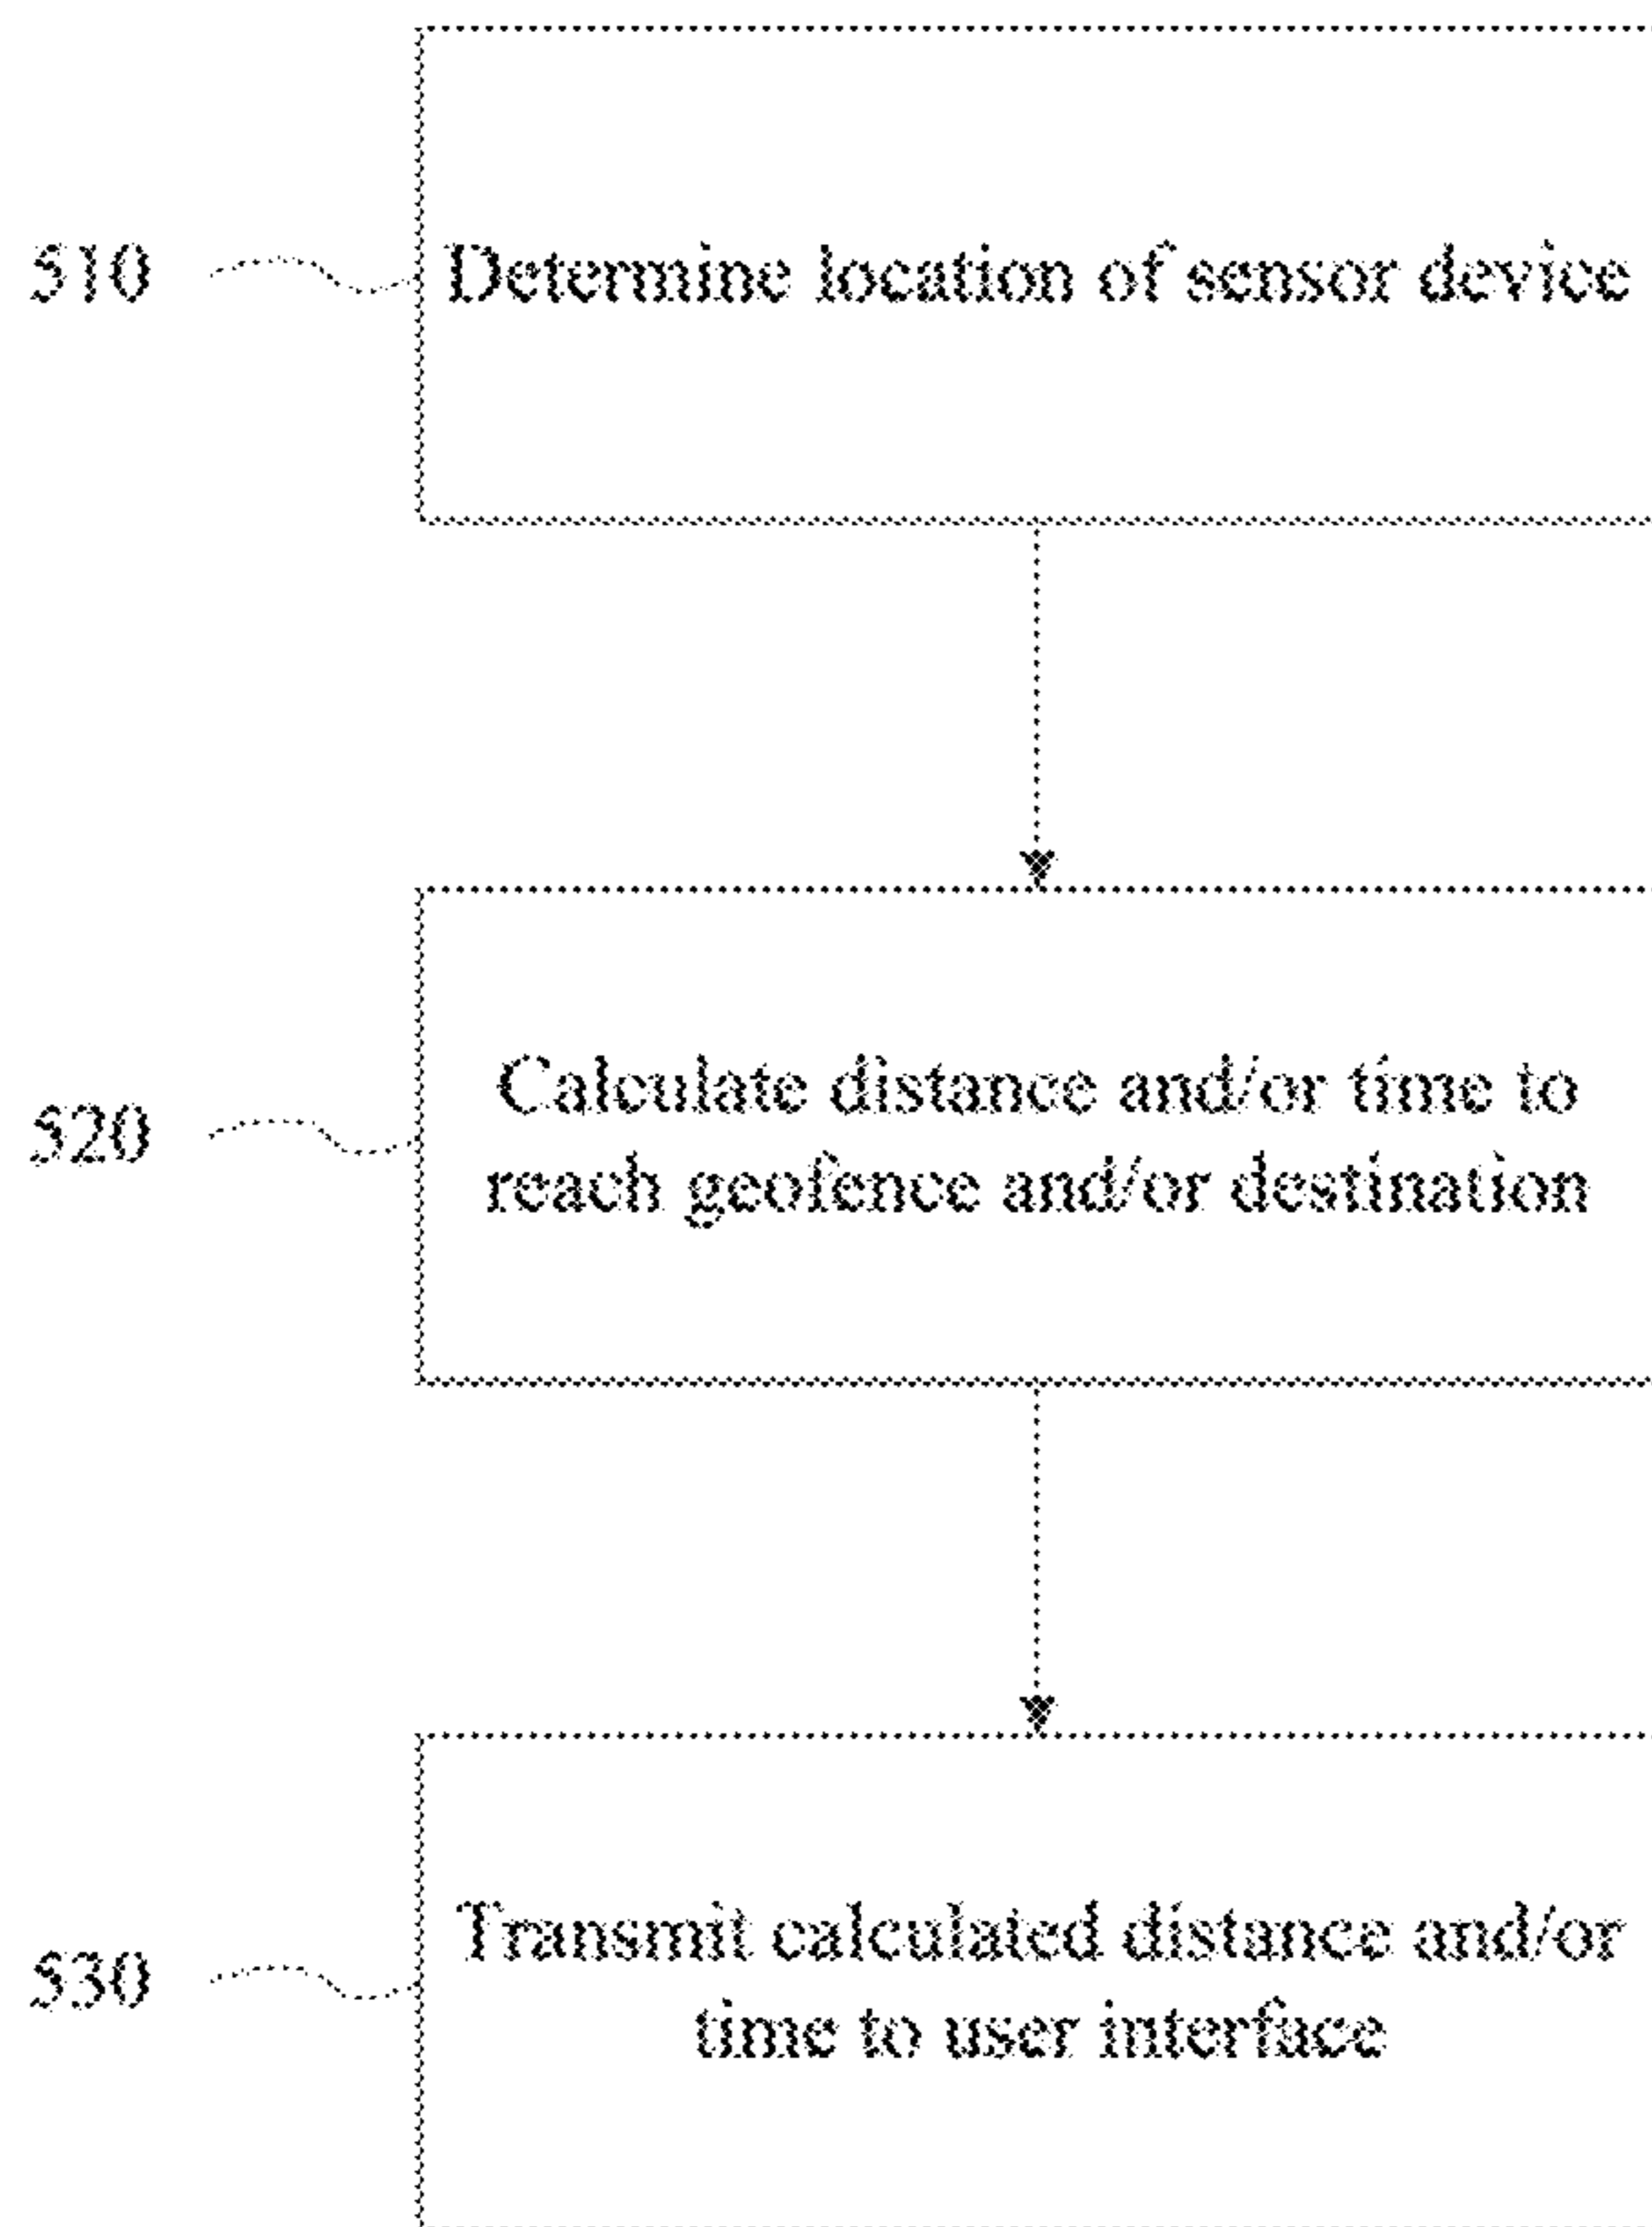 510
Determine location of sensor device
520
Calculate distance and/or time to
reach geofence and/or destination
530
Transmit calculated distance and/or
time to user interface